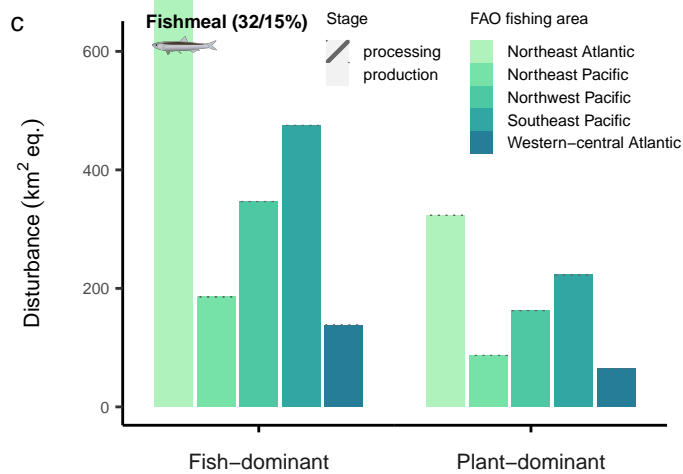 c
Fishmeal (32/15%)
Stage
processing
production
FAO fishing area
Northeast Atlantic
Northeast Pacific
Northwest Pacific
Southeast Pacific
Western−central Atlantic
Disturbance (km² eq.)
600
400
200
0
Fish−dominant
Plant−dominant